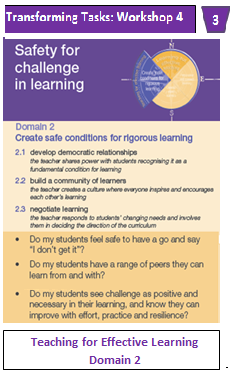 Transforming Tasks: Workshop 4
3
Safety for
challenge
in learning
N
Domain 2
Create safe conditions for rigorous learning
2.1 develop democratic relationships
the teacher shares power with students recognising it as a
fundamental condition for learning
2.2 build a community of learners
the teacher creates a culture where everyone inspires and encourages
each other's learning
2.3 negotiate learning
the teacher responds to students' changing needs and involves
them in deciding the direction of the curriculum
• Do my students feel safe to have a go and say
"I don't get it"?
• Do my students have a range of peers they can
learn from and with?
• Do my students see challenge as positive and
necessary in their learning, and know they can
improve with effort, practice and resilience?
Teaching for Effective Learning
Domain 2
.